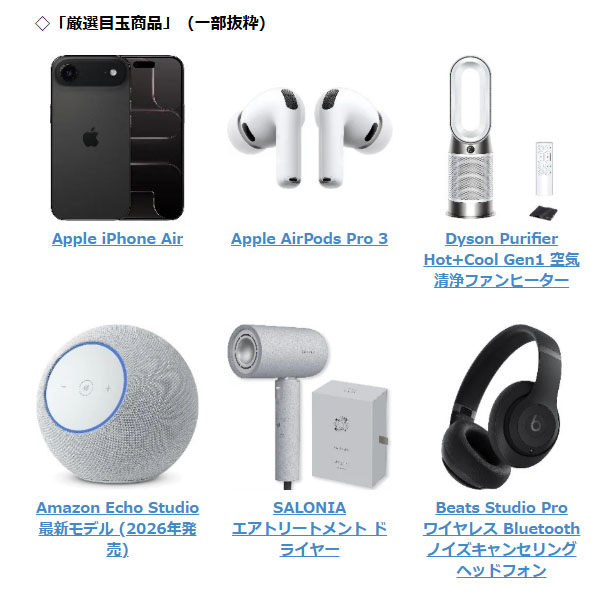 ◇「厳選目玉商品」（一部抜粋）
Apple iPhone Air
Apple AirPods Pro 3
Dyson Purifier
Hot+Cool Gen1 空気
清浄ファンヒーター
Amazon Echo Studio
最新モデル (2026年発
売)
SALONIA
エアトリートメント ド
ライヤー
Beats Studio Pro
ワイヤレス Bluetooth
ノイズキャンセリング
ヘッドフォン